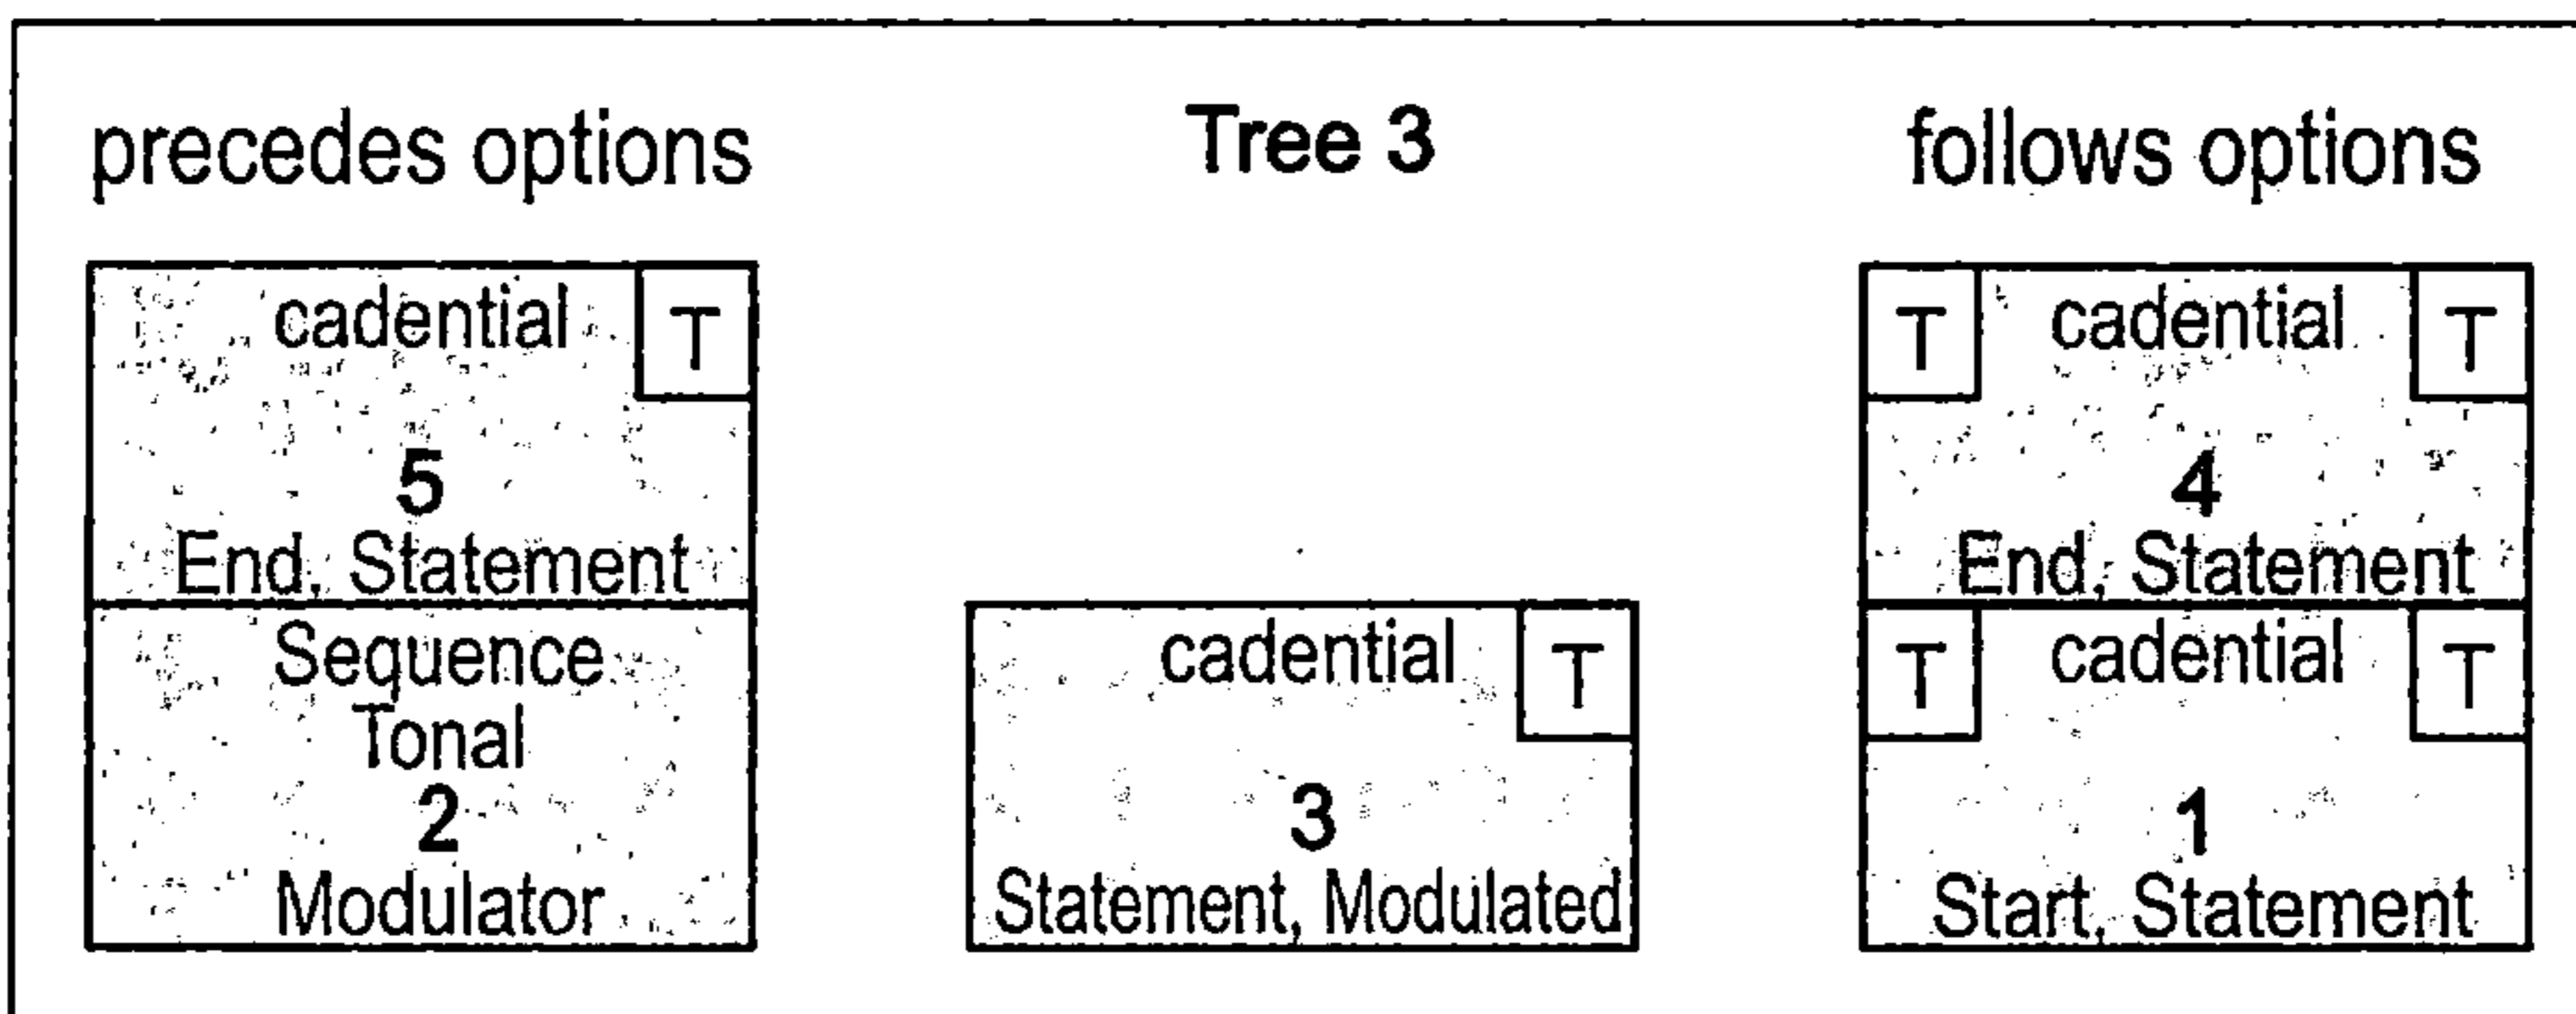 precedes options
Tree 3
follows options
cadential T
5
End, Statement
Sequence
Tonal
2
Modulator
cadential T
3
Statement, Modulated
T cadential T
4
End, Statement
T cadential T
1
Start, Statement